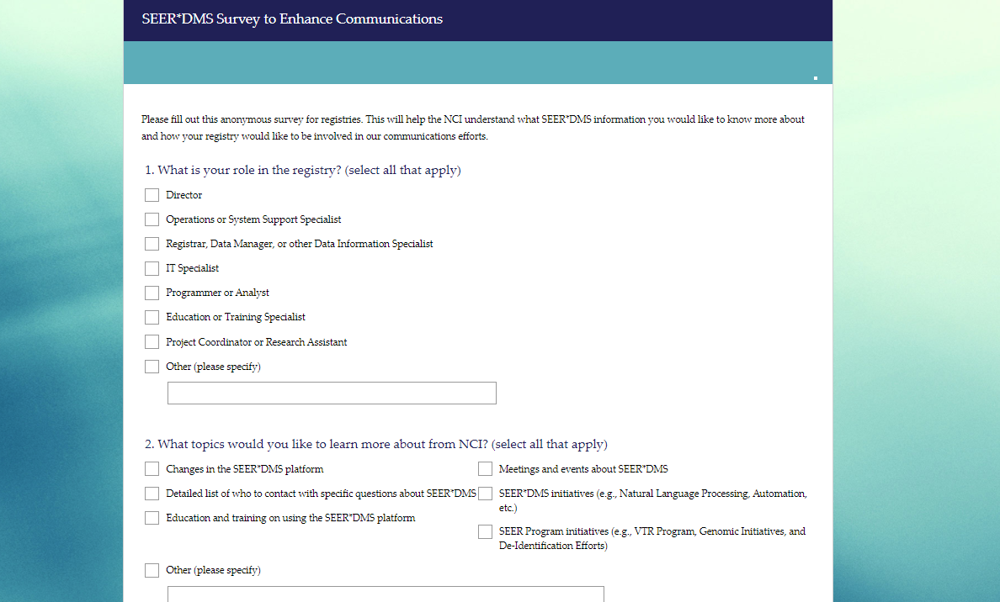 SEER*DMS Survey to Enhance Communications
Please fill out this anonymous survey for registries. This will help the NCI understand what SEER*DMS information you would like to know more about
and how your registry would like to be involved in our communications efforts.
1. What is your role in the registry? (select all that apply)
Director
Operations or System Support Specialist
Registrar, Data Manager, or other Data Information Specialist
IT Specialist
Programmer or Analyst
Education or Training Specialist
Project Coordinator or Research Assistant
Other (please specify)
2. What topics would you like to learn more about from NCI? (select all that apply)
Changes in the SEER*DMS platform
Detailed list of who to contact with specific questions about SEER*DMS
Education and training on using the SEER*DMS platform
Meetings and events about SEER*DMS
SEER*DMS initiatives (e.g., Natural Language Processing, Automation,
etc.)
SEER Program initiatives (e.g., VTR Program, Genomic Initiatives, and
De-Identification Efforts)
Other (please specify)